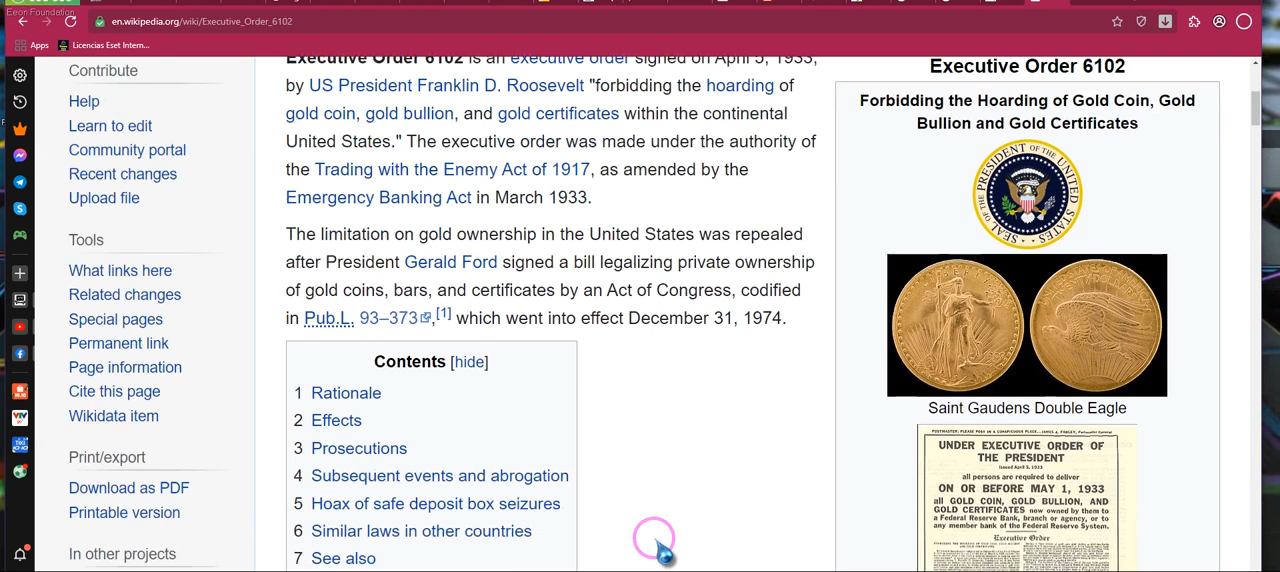 Eeon Foundation
en.wikipedia.org/wiki/Executive_Order_6102
Apps
Licencias Eset Intern...
Contribute
Help
Learn to edit
Community portal
Recent changes
Upload file
Tools
What links here
Related changes
Special pages
Permanent link
Page information
Cite this page
Wikidata item
Print/export
Download as PDF
Printable version
In other projects
Executive Order 6102 is an executive order signed on April 5, 1933,
by US President Franklin D. Roosevelt "forbidding the hoarding of
gold coin, gold bullion, and gold certificates within the continental
United States." The executive order was made under the authority of
the Trading with the Enemy Act of 1917, as amended by the
Emergency Banking Act in March 1933.
The limitation on gold ownership in the United States was repealed
after President Gerald Ford signed a bill legalizing private ownership
of gold coins, bars, and certificates by an Act of Congress, codified
in Pub.L. 93–373,[1] which went into effect December 31, 1974.
Contents [hide]
1 Rationale
2 Effects
3 Prosecutions
4 Subsequent events and abrogation
5 Hoax of safe deposit box seizures
6 Similar laws in other countries
7 See also
Executive Order 6102
Forbidding the Hoarding of Gold Coin, Gold
Bullion and Gold Certificates
SEAL OF THE PRESIDENT OF THE UNITED STATES
Saint Gaudens Double Eagle
UNDER EXECUTIVE ORDER OF
THE PRESIDENT
Issued April 5, 1933
all persons are required to deliver
ON OR BEFORE MAY 1, 1933
all GOLD COIN, GOLD BULLION, AND
GOLD CERTIFICATES now owned by them to
a Federal Reserve Bank, branch or agency, or to
any member bank of the Federal Reserve System.
Executive Order